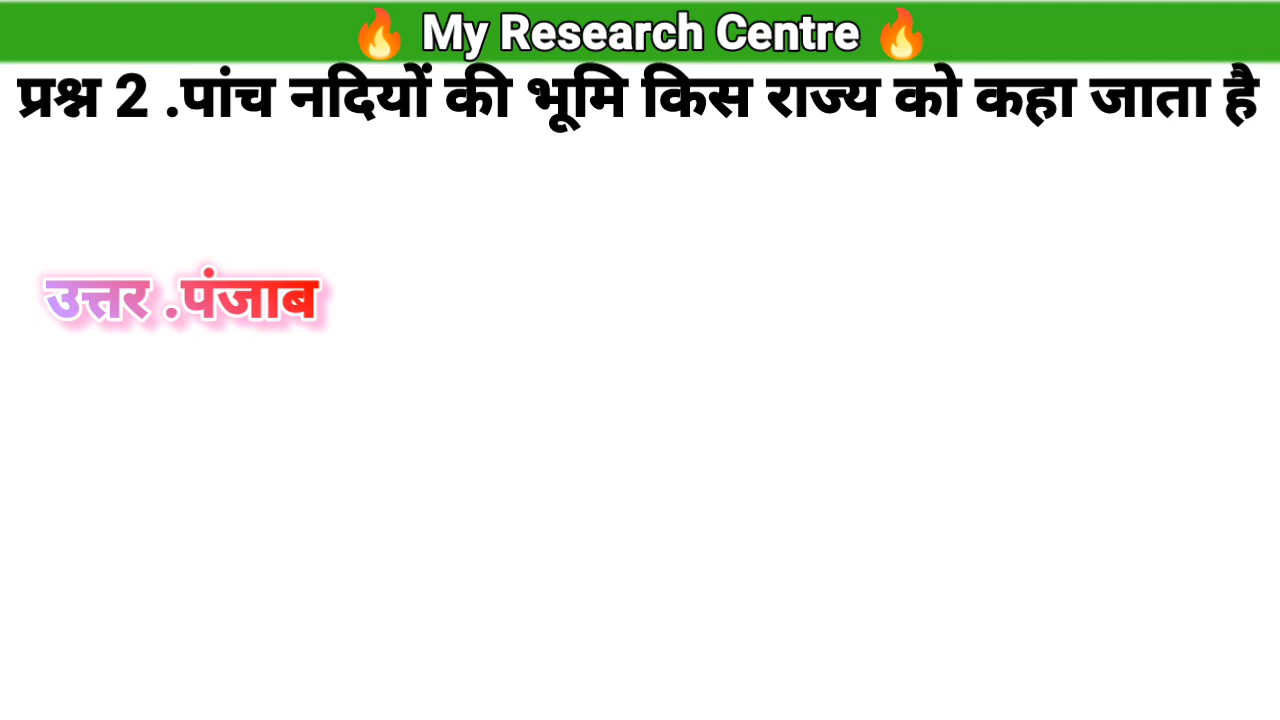 🔥 My Research Centre 🔥
प्रश्न 2 .पांच नदियों की भूमि किस राज्य को कहा जाता है
उत्तर .पंजाब